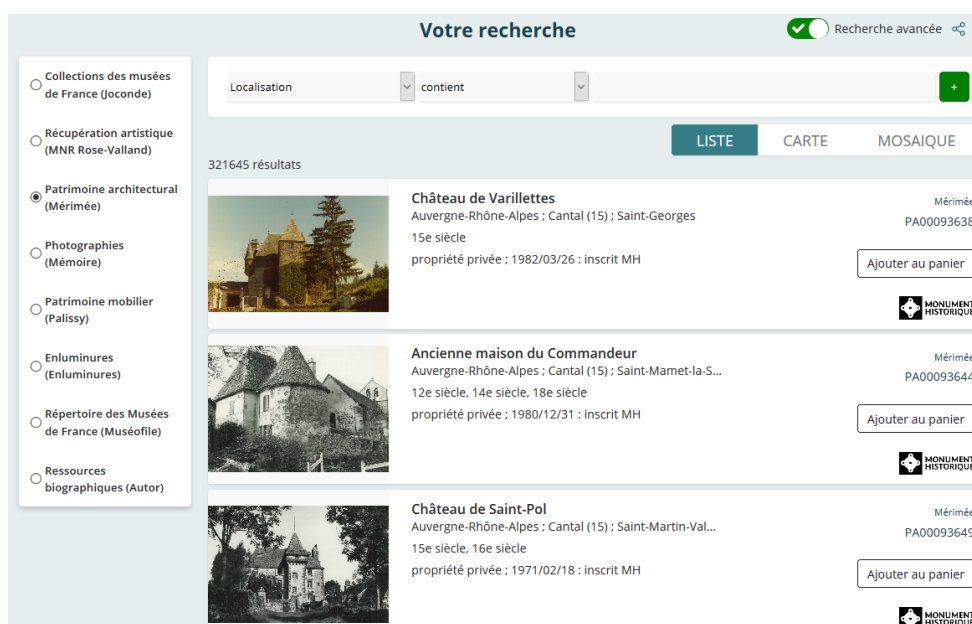 Votre recherche
Recherche avancée
Collections des musées
de France (Joconde)
Récupération artistique
(MNR Rose-Valland)
Patrimoine architectural
(Mérimée)
Photographies
(Mémoire)
Patrimoine mobilier
(Palissy)
Enluminures
(Enluminures)
Répertoire des Musées
de France (Muséofile)
Ressources
biographiques (Autor)
Localisation
contient
+
LISTE
CARTE
MOSAIQUE
321645 résultats
Château de Varillettes
Auvergne-Rhône-Alpes ; Cantal (15) ; Saint-Georges
15e siècle
propriété privée ; 1982/03/26 : inscrit MH
Mérimée
PA00093638
Ajouter au panier
MONUMENT
HISTORIQUE
Ancienne maison du Commandeur
Auvergne-Rhône-Alpes ; Cantal (15) ; Saint-Mamet-la-S...
12e siècle, 14e siècle, 18e siècle
propriété privée ; 1980/12/31 : inscrit MH
Mérimée
PA00093644
Ajouter au panier
MONUMENT
HISTORIQUE
Château de Saint-Pol
Auvergne-Rhône-Alpes ; Cantal (15) ; Saint-Martin-Val...
15e siècle, 16e siècle
propriété privée ; 1971/02/18 : inscrit MH
Mérimée
PA00093649
Ajouter au panier
MONUMENT
HISTORIQUE